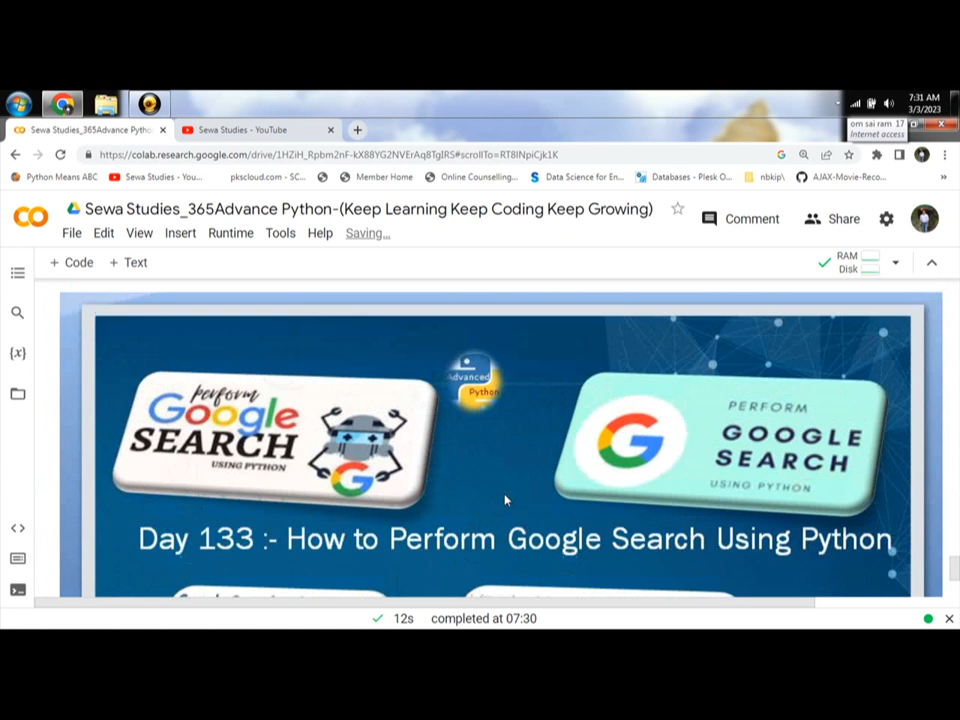 7:31 AM
3/3/2023
om sai ram 17
Internet access
Sewa Studies_365Advance Pytho
Sewa Studies - YouTube
https://colab.research.google.com/drive/1HZiH_Rpbm2nF-kX88YG2NVErAq8TgIRS#scrollTo=RT8INpiCjk1K
Python Means ABC
Sewa Studies - You...
pkscloud.com - SC...
Member Home
Online Counselling...
Data Science for En...
Databases - Plesk O...
nbkip\
AJAX-Movie-Reco...
Sewa Studies_365Advance Python-(Keep Learning Keep Coding Keep Growing)
Comment
Share
File Edit View Insert Runtime Tools Help Saving...
+ Code + Text
RAM
Disk
Advanced
Python
perform
Google
SEARCH
USING PYTHON
PERFORM
GOOGLE
SEARCH
USING PYTHON
Day 133 :- How to Perform Google Search Using Python
12s completed at 07:30